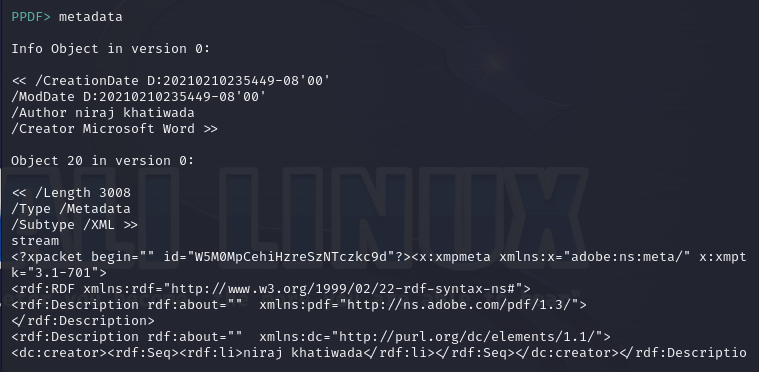 PPDF> metadata
Info Object in version 0:
<< /CreationDate D:20210210235449-08'00'
/ModDate D:20210210235449-08'00'
/Author niraj khatiwada
/Creator Microsoft Word >>
Object 20 in version 0:
<< /Length 3008
/Type /Metadata
/Subtype /XML >>
stream
<?xpacket begin="" id="W5M0MpCehiHzreSzNTczkc9d"?><x:xmpmeta xmlns:x="adobe:ns:meta/" x:xmpt
k="3.1-701">
<rdf:RDF xmlns:rdf="http://www.w3.org/1999/02/22-rdf-syntax-ns#">
<rdf:Description rdf:about=""  xmlns:pdf="http://ns.adobe.com/pdf/1.3/">
</rdf:Description>
<rdf:Description rdf:about=""  xmlns:dc="http://purl.org/dc/elements/1.1/">
<dc:creator><rdf:Seq><rdf:li>niraj khatiwada</rdf:li></rdf:Seq></dc:creator></rdf:Descriptio
LI LINUX